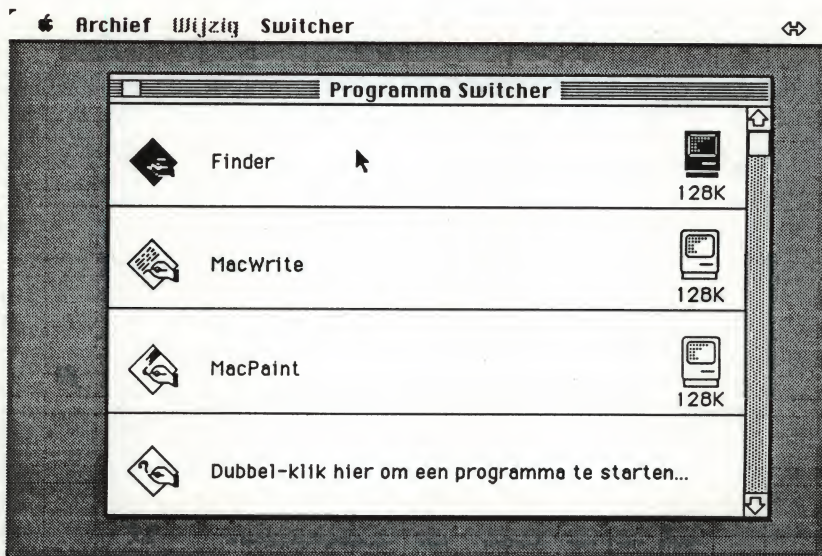 Archief Wijzig Switcher
Programma Switcher
Finder
128K
MacWrite
128K
MacPaint
128K
Dubbel-klik hier om een programma te starten...